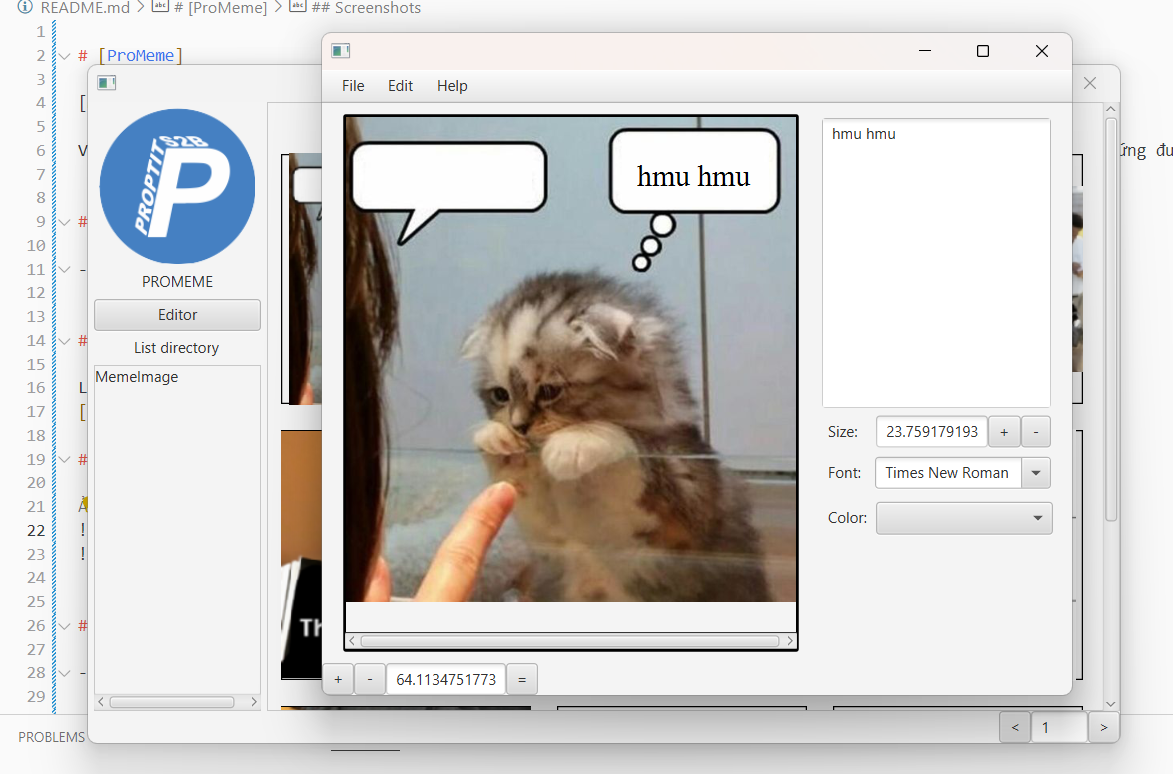 README.md > # [ProMeme] > ## Screenshots
1
2 # [ProMeme]
3
4 [
5
6 V
ứng đu
7
8
9 #
10
11 -
12
13
14 #
15
16 L
17 [
18
19 #
20
21 Ả
22 !
23 !
24
25
26 #
27
28 -
29
PROBLEMS
PROPTIT S2B
P
PROMEME
Editor
List directory
MemeImage
Th
< 1 >
File Edit Help
hmu hmu
hmu hmu
Size: 23.759179193 + -
Font: Times New Roman
Color:
+ - 64.1134751773 =